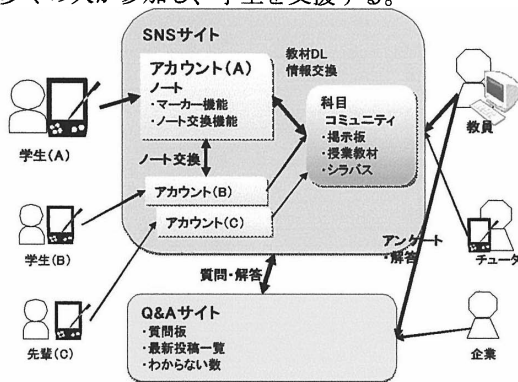 多くの人が参加し、学生を支援する。
SNSサイト
アカウント(A)
ノート
・マーカー機能
・ノート交換機能
教材DL
情報交換
科目
コミュニティ
・掲示板
・授業教材
・シラバス
学生(A)
教員
ノート交換
アカウント(B)
アカウント(C)
学生(B)
アンケート
・解答
チュータ
質問・解答
Q&Aサイト
・質問板
・最新投稿一覧
・わからない数
先輩(C)
企業